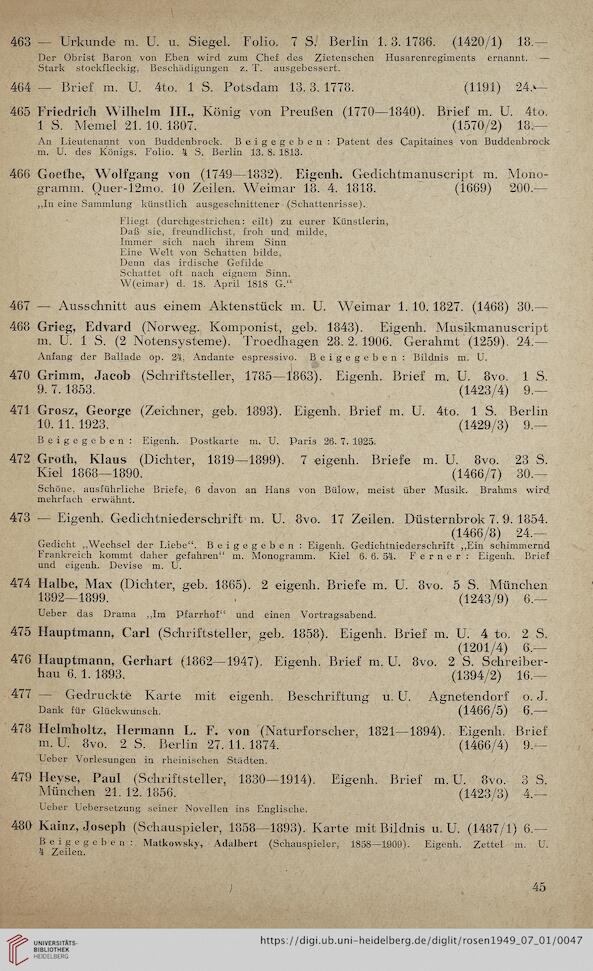 463 — Urkunde m. U. u. Siegel. Folio. 7 S. Berlin 1. 3. 1786. (1420/1) 18.—
Der Obrist Baron von Eben wird zum Chef des Zietenschen Husarenregiments ernannt. —
Stark stockfleckig, Beschädigungen z. T. ausgebessert.
464 — Brief m. U. 4to. 1 S. Potsdam 13. 3. 1778. (1191) 24.—
465 Friedrich Wilhelm III., König von Preußen (1770—1840). Brief m. U. 4to.
1 S. Memel 21. 10. 1807. (1570/2) 18.—
An Lieutenannt von Buddenbrock. Beigegeben: Patent des Capitaines von Buddenbrock
m. U. des Königs. Folio. 4 S. Berlin 13. 8. 1813.
466 Goethe, Wolfgang von (1749—1832). Eigenh. Gedichtmanuscript m. Mono-
gramm. Quer-12mo. 10 Zeilen. Weimar 18. 4. 1818. (1669) 200.—
„In eine Sammlung künstlich ausgeschnittener (Schattenrisse).
Fliegt (durchgestrichen: eilt) zu eurer Künstlerin,
Daß sie, freundlichst, froh und milde,
Immer sich nach ihrem Sinn
Eine Welt von Schatten bilde,
Denn das irdische Gefilde
Schattet oft nach eignem Sinn.
W(eimar) d. 18. April 1818 G.“
467 — Ausschnitt aus einem Aktenstück m. U. Weimar 1. 10. 1827. (1468) 30.—
468 Grieg, Edvard (Norweg. Komponist, geb. 1843). Eigenh. Musikmanuscript
m. U. 1 S. (2 Notensysteme). Troedhagen 28. 2. 1906. Gerahmt (1259). 24.—
Anfang der Ballade op. 24, Andante espressivo. Beigegeben: Bildnis m. U.
470 Grimm, Jacob (Schriftsteller, 1785—1863). Eigenh. Brief m. U. 8vo. 1 S.
9. 7. 1853. (1423/4) 9.—
471 Grosz, George (Zeichner, geb. 1893). Eigenh. Brief m. U. 4to. 1 S. Berlin
10. 11. 1923. (1429/3) 9.—
Beigegeben: Eigenh. Postkarte m. U. Paris 26. 7. 1925.
472 Groth, Klaus (Dichter, 1819—1899). 7 eigenh. Briefe m. U. 8vo. 23 S.
Kiel 1868—1890. (1466/7) 30.—
Schöne, ausführliche Briefe, 6 davon an Hans von Bülow, meist über Musik. Brahms wird
mehrfach erwähnt.
473 — Eigenh. Gedichtniederschrift m. U. 8vo. 17 Zeilen. Düsternbrok 7. 9. 1854.
(1466/8) 24.—
Gedicht „Wechsel der Liebe“. Beigegeben: Eigenh. Gedichtniederschrift „Ein schimmernd
Frankreich kommt daher gefahren“ m. Monogramm. Kiel 6. 6. 54. Ferner: Eigenh. Brief
und eigenh. Devise m. U.
474 Halbe, Max (Dichter, geb. 1865). 2 eigenh. Briefe m. U. 8vo. 5 S. München
1892—1899. (1243/9) 6.—
Ueber das Drama „Im Pfarrhof“ und einen Vortragsabend.
475 Hauptmann, Carl (Schriftsteller, geb. 1858). Eigenh. Brief m. U. 4 to. 2 S.
(1201/4) 6.—
476 Hauptmann, Gerhart (1862—1947). Eigenh. Brief m. U. 8vo. 2 S. Schreiber-
hau 6. 1. 1893. (1394/2) 16.—
477 — Gedruckte Karte mit eigenh. Beschriftung u. U. Agnetendorf o. J.
Dank für Glückwunsch. (1466/5) 6.—
478 Helmholtz, Hermann L. F. von (Naturforscher, 1821—1894). Eigenh. Brief
m. U. 8vo. 2 S. Berlin 27. 11. 1874. (1466/4) 9.—
Ueber Vorlesungen in rheinischen Städten.
479 Heyse, Paul (Schriftsteller, 1830—1914). Eigenh. Brief m. U. 8vo. 3 S.
München 21. 12. 1856. (1423/3) 4.—
Ueber Uebersetzung seiner Novellen ins Englische.
480 Kainz, Joseph (Schauspieler, 1858—1893). Karte mit Bildnis u. U. (1487/1) 6.—
Beigegeben: Matkowsky, Adalbert (Schauspieler, 1858—1909). Eigenh. Zettel m. U.
4 Zeilen.
45
UNIVERSITÄTS-
BIBLIOTHEK
HEIDELBERG
https://digi.ub.uni-heidelberg.de/diglit/rosen1949_07_01/0047